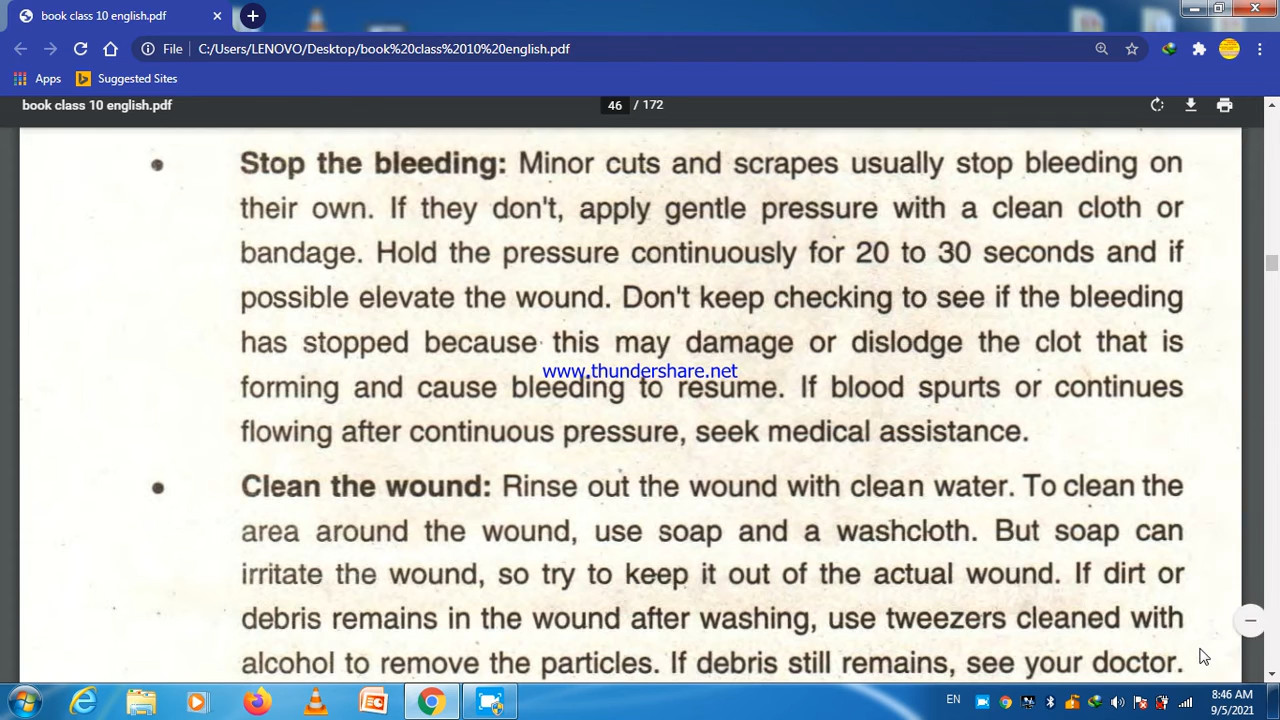 book class 10 english.pdf
File C:/Users/LENOVO/Desktop/book%20class%2010%20english.pdf
Apps Suggested Sites
book class 10 english.pdf 46 / 172
• Stop the bleeding: Minor cuts and scrapes usually stop bleeding on
their own. If they don't, apply gentle pressure with a clean cloth or
bandage. Hold the pressure continuously for 20 to 30 seconds and if
possible elevate the wound. Don't keep checking to see if the bleeding
has stopped because this may damage or dislodge the clot that is
www.thundershare.net
forming and cause bleeding to resume. If blood spurts or continues
flowing after continuous pressure, seek medical assistance.
• Clean the wound: Rinse out the wound with clean water. To clean the
area around the wound, use soap and a washcloth. But soap can
irritate the wound, so try to keep it out of the actual wound. If dirt or
debris remains in the wound after washing, use tweezers cleaned with
alcohol to remove the particles. If debris still remains, see your doctor.
EN 8:46 AM
9/5/2021